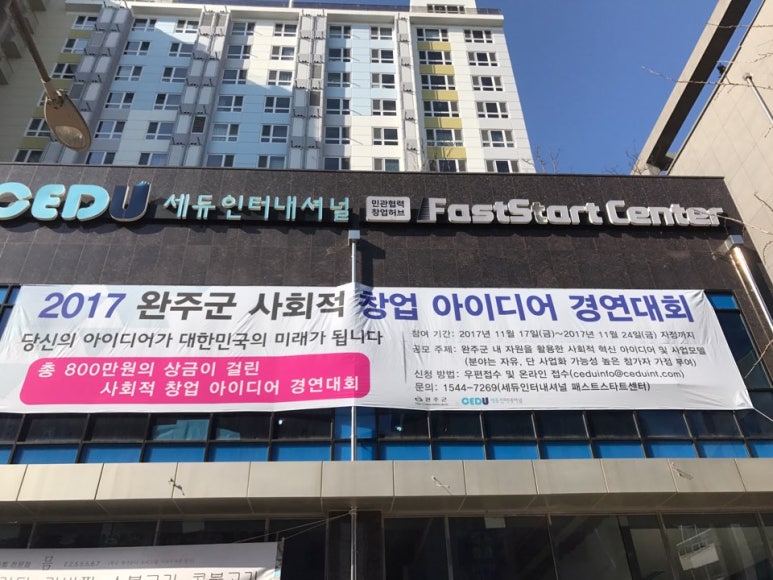 CEDU 세듀인터내셔널 민관협력 창업허브 FastStart Center
2017 완주군 사회적 창업 아이디어 경연대회
당신의 아이디어가 대한민국의 미래가 됩니다
총 800만원의 상금이 걸린
사회적 창업 아이디어 경연대회
참여 기간: 2017년 11월 17일(금)~2017년 11월 24일(금) 자정까지
공모 주제: 완주군 내 자원을 활용한 사회적 혁신 아이디어 및 사업모델
(분야는 자유, 단 사업화 가능성 높은 참가자 가점 부여)
신청 방법: 우편접수 및 온라인 접수(ceduinfo@ceduint.com)
문의: 1544-7269(세듀인터내셔널 패스트스타트센터)
완주군 CEDU 세듀인터내셔널